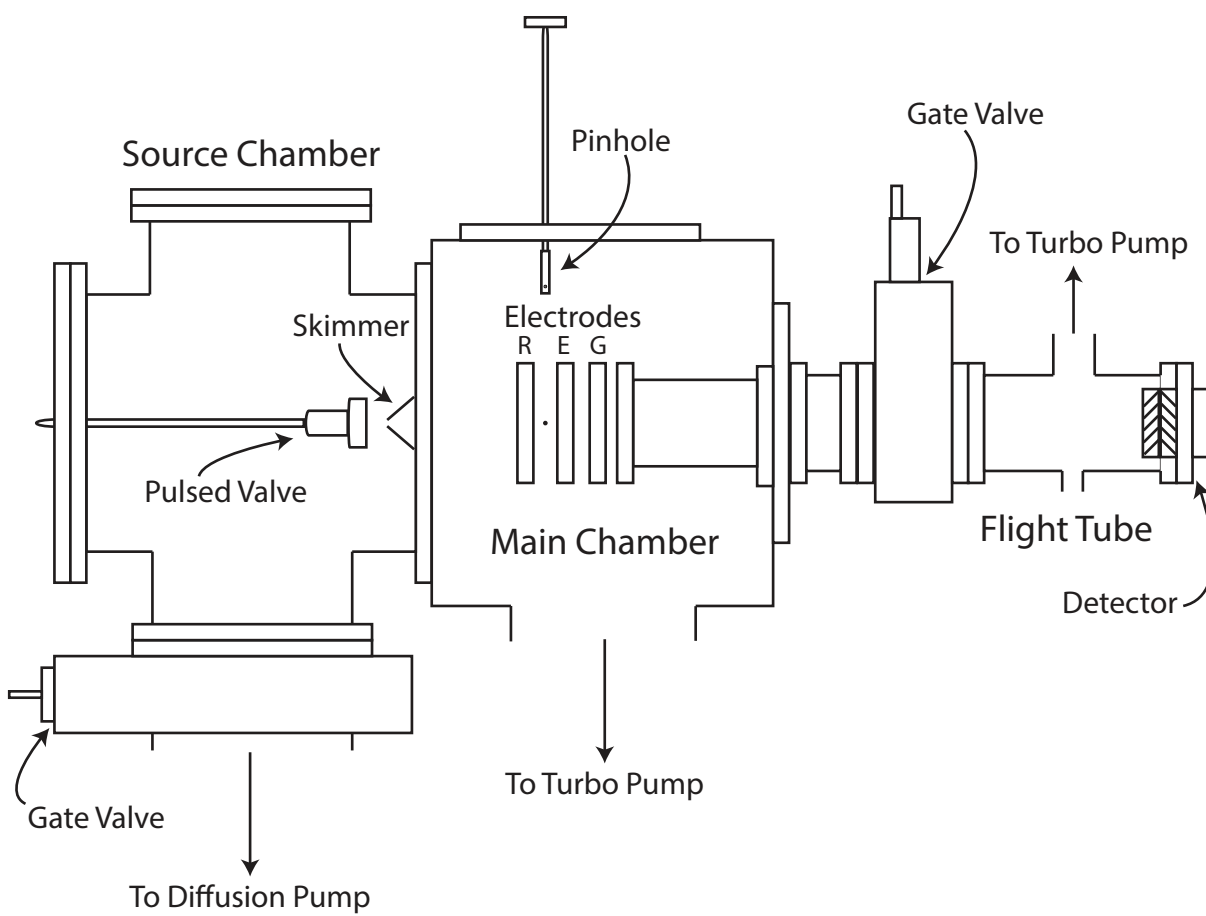 Source Chamber
Pinhole
Gate Valve
To Turbo Pump
Skimmer
Electrodes
R E G
Pulsed Valve
Main Chamber
Flight Tube
Detector
To Turbo Pump
Gate Valve
To Diffusion Pump